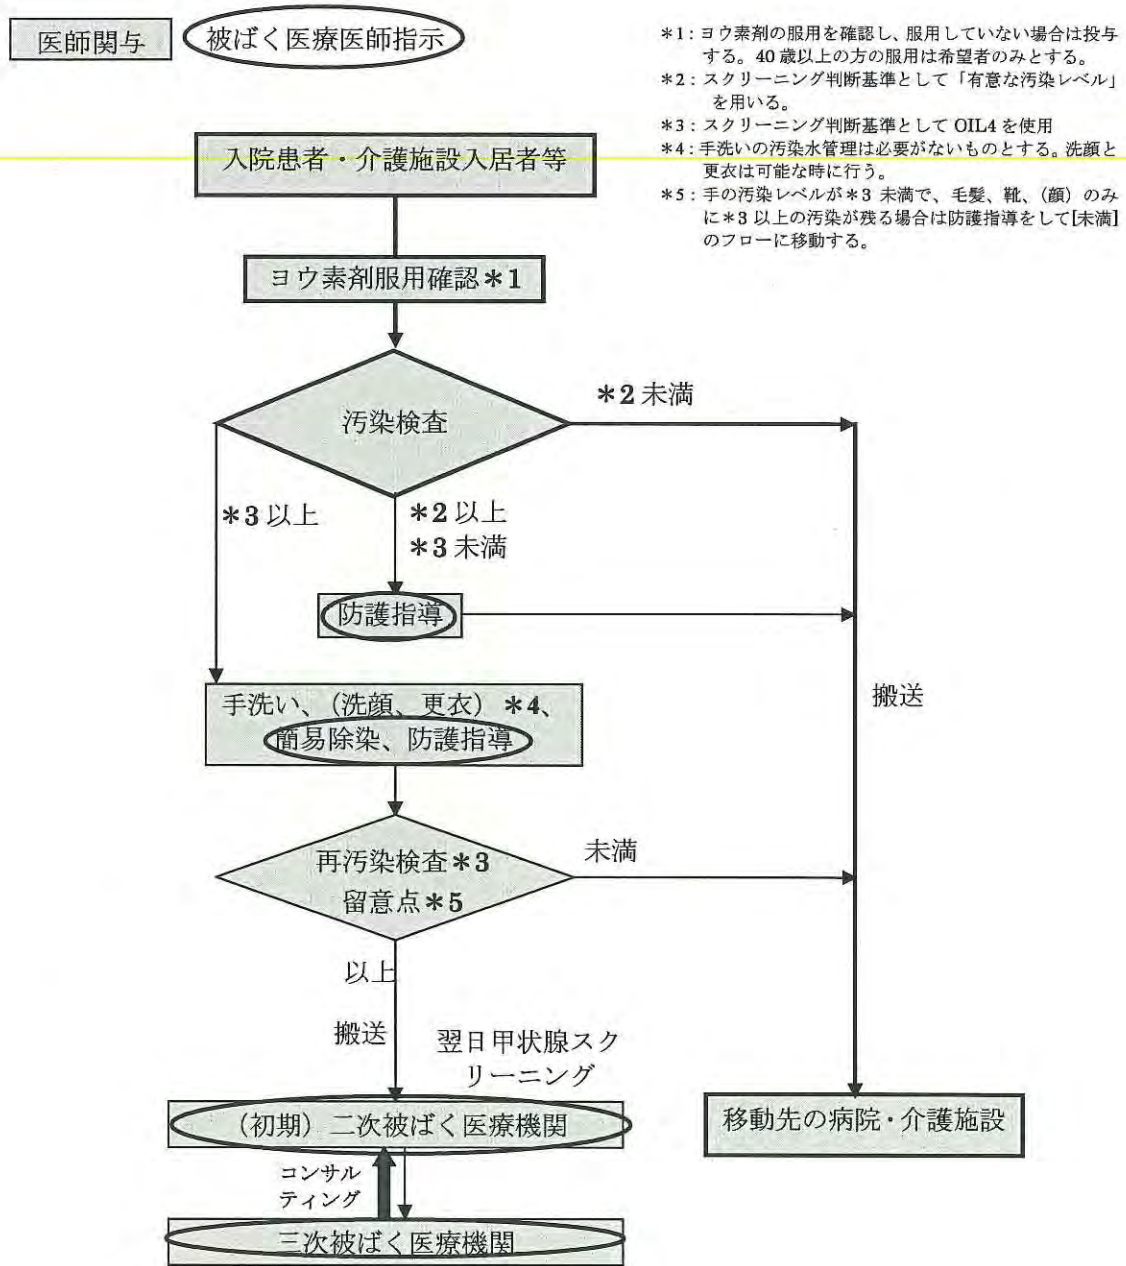 医師関与
被ばく医療医師指示
*1：ヨウ素剤の服用を確認し、服用していない場合は投与
する。40 歳以上の方の服用は希望者のみとする。
*2：スクリーニング判断基準として「有意な汚染レベル」
を用いる。
*3：スクリーニング判断基準として OIL4 を使用
*4：手洗いの汚染水管理は必要がないものとする。洗顔と
更衣は可能な時に行う。
*5：手の汚染レベルが*3 未満で、毛髪、靴、（顔）のみ
に*3 以上の汚染が残る場合は防護指導をして[未満]
のフローに移動する。
入院患者・介護施設入居者等
ヨウ素剤服用確認*1
汚染検査
*2 未満
*3 以上
*2 以上
*3 未満
防護指導
手洗い、（洗顔、更衣）*4、
簡易除染、防護指導
搬送
再汚染検査*3
留意点*5
未満
以上
搬送
翌日甲状腺スク
リーニング
（初期）二次被ばく医療機関
移動先の病院・介護施設
コンサル
ティング
三次被ばく医療機関